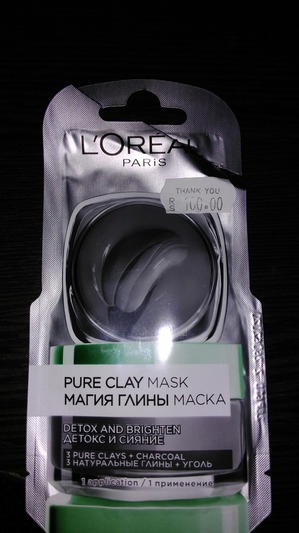 L'ORÉAL
PARIS
THANK YOU
RS 100.00
PURE CLAY MASK
МАГИЯ ГЛИНЫ МАСКА
DETOX AND BRIGHTEN
ДЕТОКС И СИЯНИЕ
3 PURE CLAYS + CHARCOAL
3 НАТУРАЛЬНЫЕ ГЛИНЫ + УГОЛЬ
1 application / 1 применение